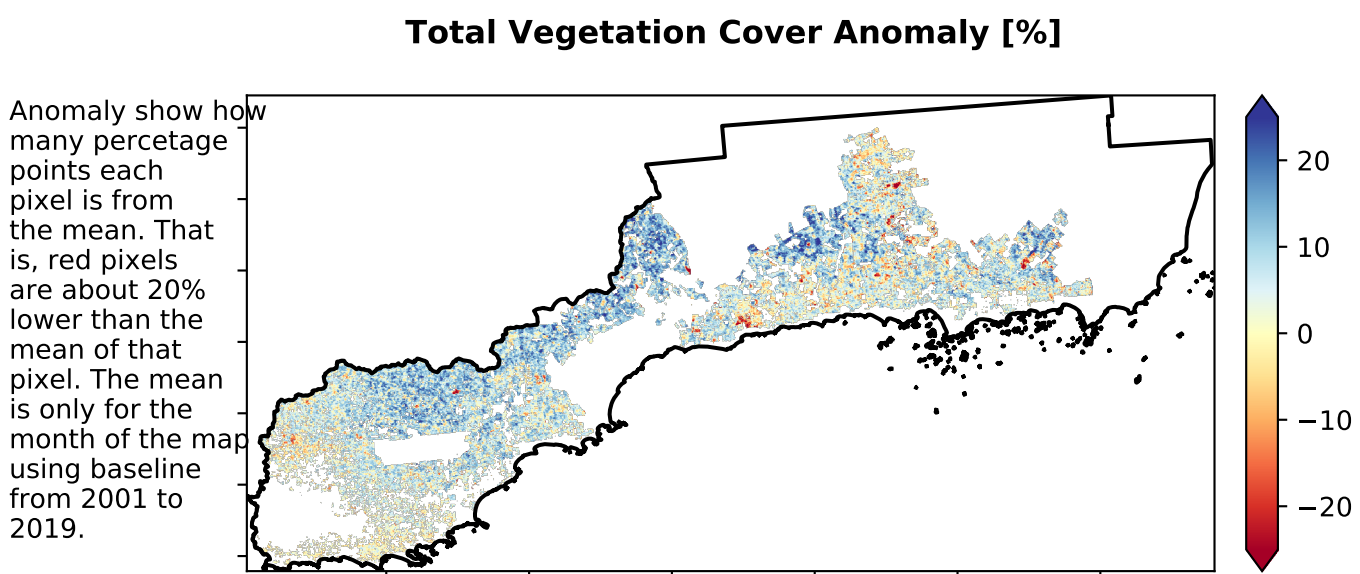 Total Vegetation Cover Anomaly [%]
Anomaly show how
many percetage
points each
pixel is from
the mean. That
is, red pixels
are about 20%
lower than the
mean of that
pixel. The mean
is only for the
month of the map
using baseline
from 2001 to
2019.
20
10
0
−10
−20